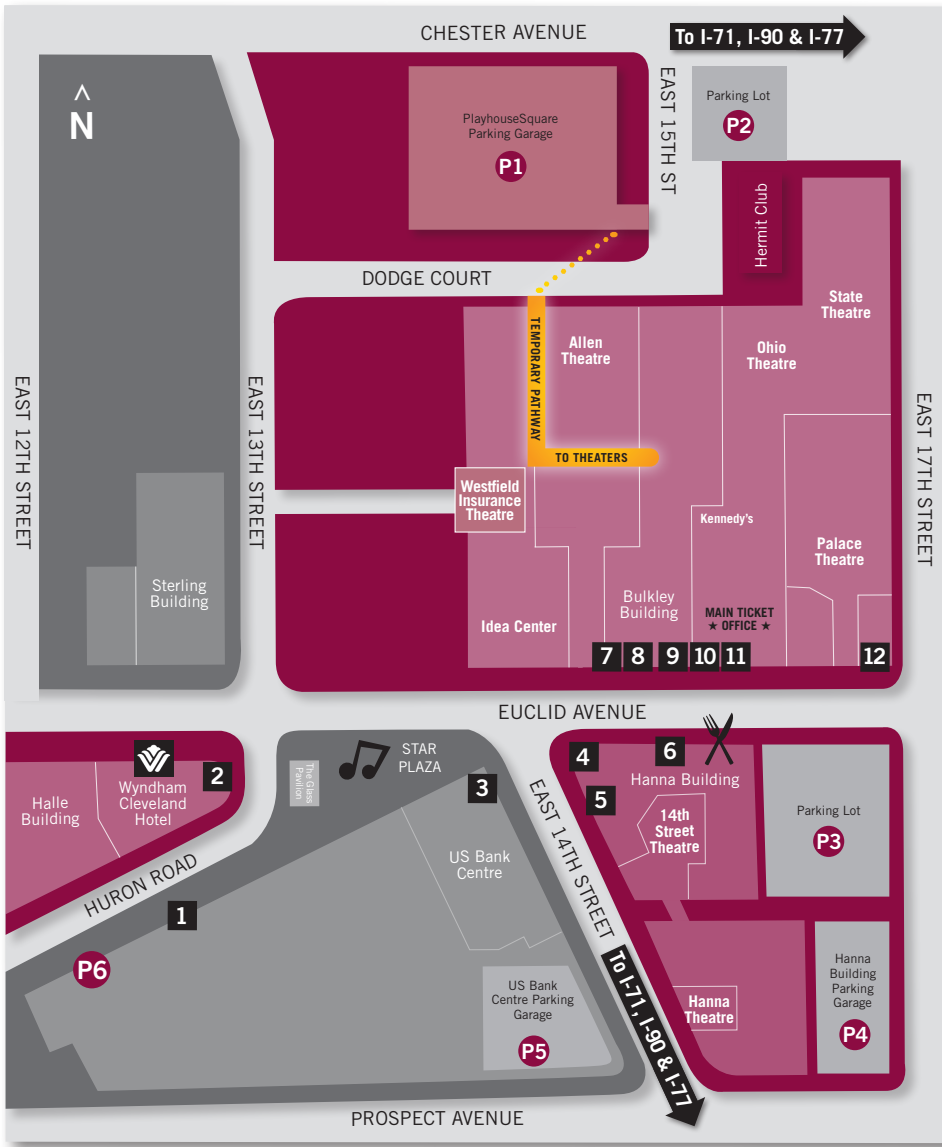 CHESTER AVENUE
To I-71, I-90 & I-77
N
PlayhouseSquare
Parking Garage
P1
EAST 15TH ST
Parking Lot
P2
Hermit Club
DODGE COURT
State
Theatre
Allen
Theatre
Ohio
Theatre
TEMPORARY PATHWAY
TO THEATERS
EAST 12TH STREET
EAST 13TH STREET
EAST 17TH STREET
Westfield
Insurance
Theatre
Kennedy's
Palace
Theatre
Sterling
Building
Idea Center
Bulkley
Building
MAIN TICKET
★ OFFICE ★
7
8
9
10
11
12
EUCLID AVENUE
STAR
PLAZA
The Glass
Pavilion
2
Wyndham
Cleveland
Hotel
Halle
Building
HURON ROAD
1
P6
3
US Bank
Centre
US Bank
Centre Parking
Garage
P5
EAST 14TH STREET
To I-71, I-90 & I-77
4
5
6
Hanna Building
14th
Street
Theatre
Parking Lot
P3
Hanna
Theatre
Hanna
Building
Parking
Garage
P4
PROSPECT AVENUE